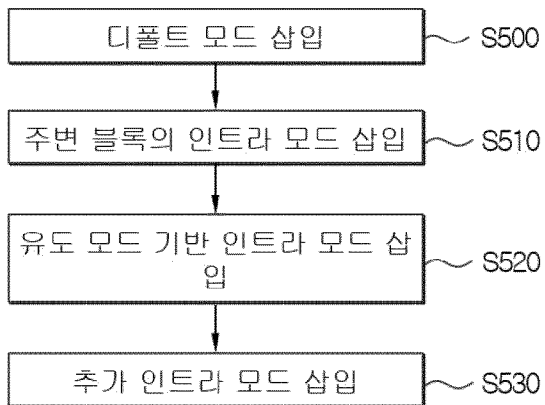 디폴트 모드 삽입
S500
주변 블록의 인트라 모드 삽입
S510
유도 모드 기반 인트라 모드 삽
입
S520
추가 인트라 모드 삽입
S530